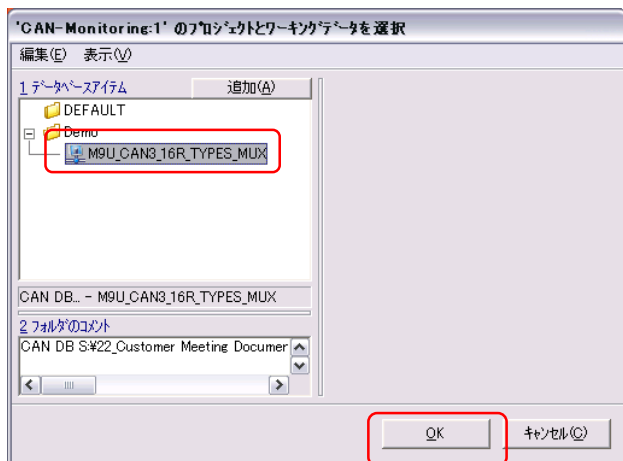 'CAN-Monitoring:1' のﾌﾟﾛｼﾞｪｸﾄとﾜｰｷﾝｸﾞﾃﾞｰﾀを選択
編集(E) 表示(V)
1 ﾃﾞｰﾀﾍﾞｰｽｱｲﾃﾑ
追加(A)
DEFAULT
Demo
M9U_CAN3_16R_TYPES_MUX
CAN DB... - M9U_CAN3_16R_TYPES_MUX
2 ﾌｫﾙﾀﾞのｺﾒﾝﾄ
CAN DB S:¥22_Customer Meeting Documer
OK
ｷｬﾝｾﾙ(C)